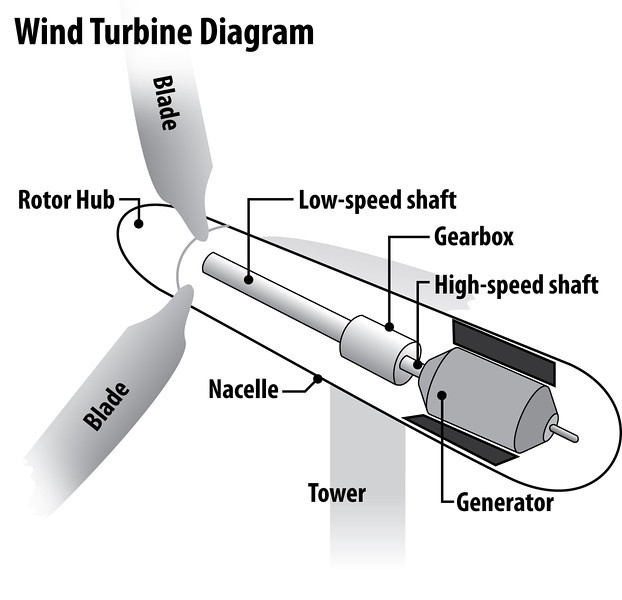 Wind Turbine Diagram
Blade
Rotor Hub
Low-speed shaft
Gearbox
High-speed shaft
Nacelle
Blade
Tower
Generator